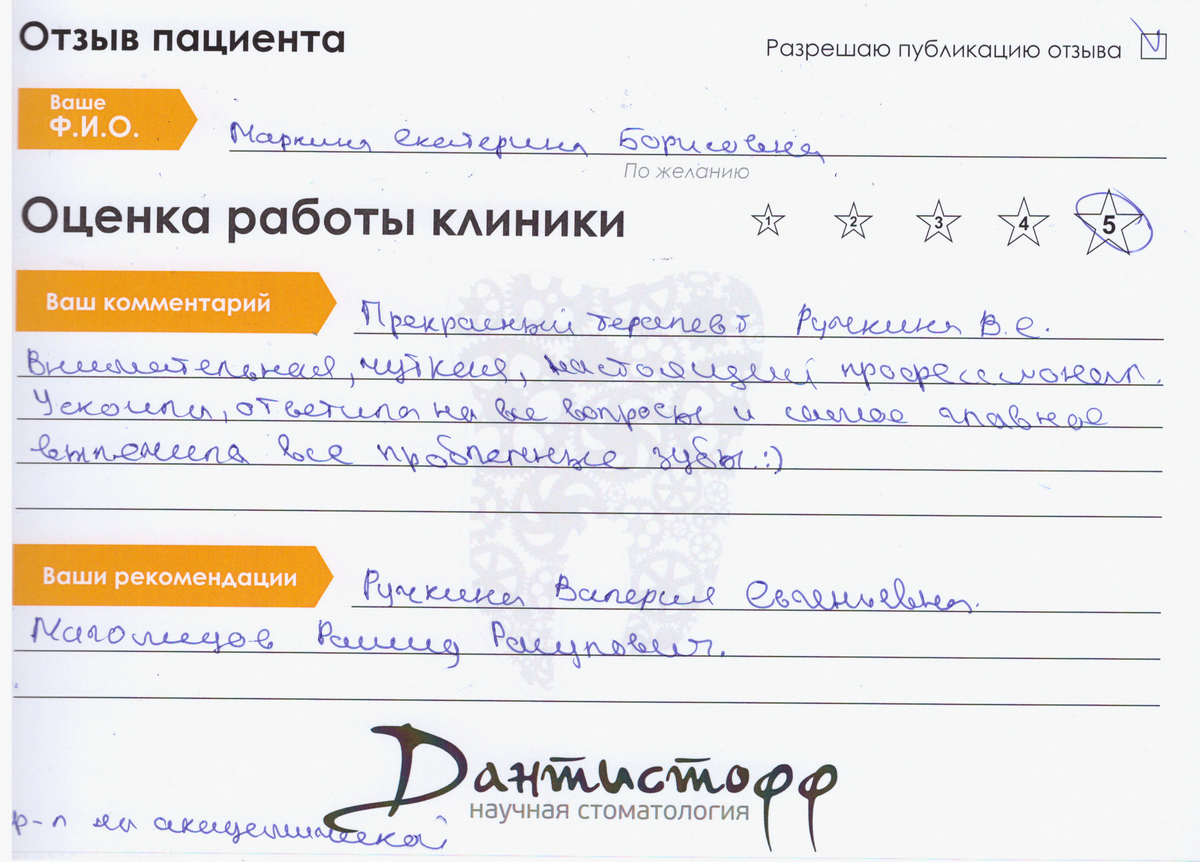 Отзыв пациента
Разрешаю публикацию отзыва
Ваше
Ф.И.О.
Маркина Екатерина Борисовна
По желанию
Оценка работы клиники
1 2 3 4 5
Ваш комментарий
Прекрасный терапевт Ручкина В.Е.
Внимательная, чуткая, настоящий профессионал.
Успокоила, ответила на все вопросы и самое главное
вылечила все проблемные зубы.:)
Ваши рекомендации
Ручкина Валерия Евгеньевна.
Магомедов Рашид
Дантистофф
научная стоматология
академической